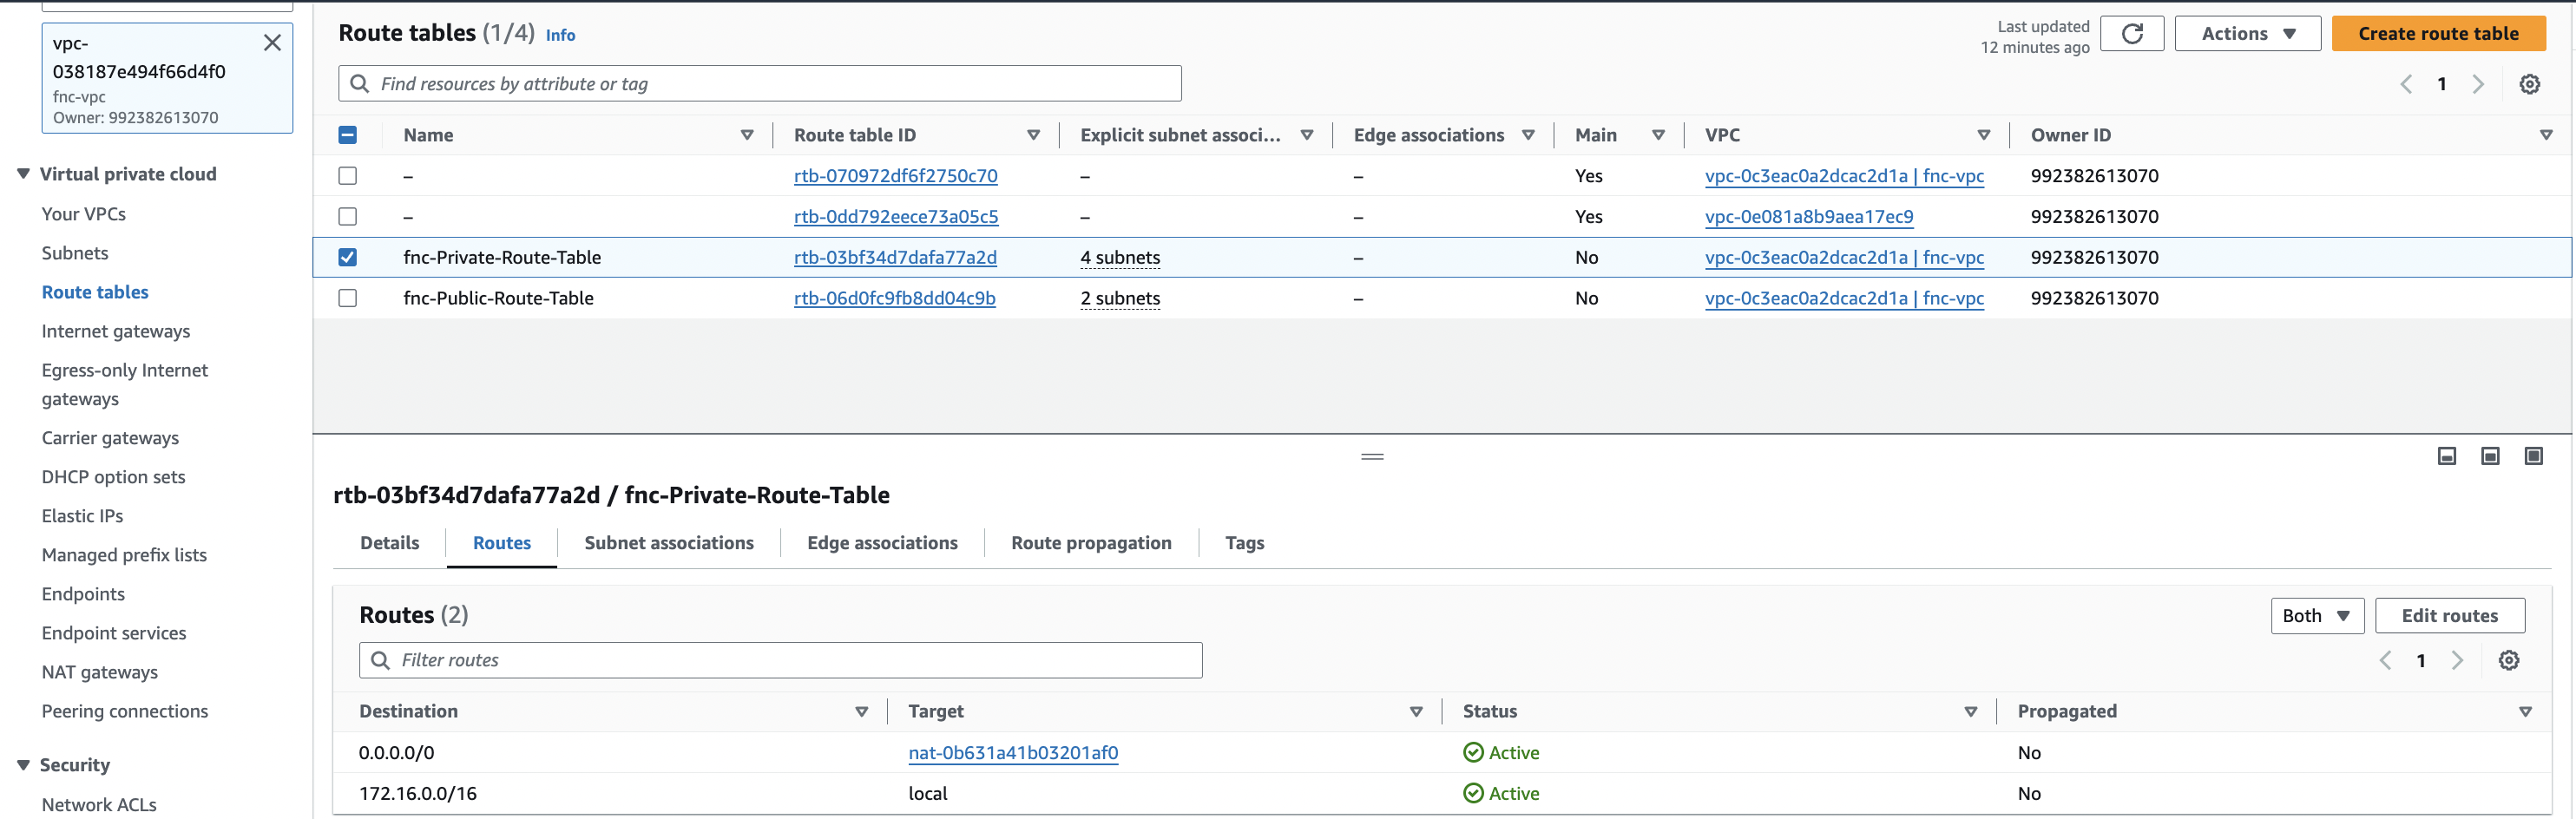 vpc-
038187e494f66d4f0
fnc-vpc
Owner: 992382613070
Virtual private cloud
Your VPCs
Subnets
Route tables
Internet gateways
Egress-only Internet
gateways
Carrier gateways
DHCP option sets
Elastic IPs
Managed prefix lists
Endpoints
Endpoint services
NAT gateways
Peering connections
Security
Network ACLs
Route tables (1/4) Info
Last updated
12 minutes ago
Actions
Create route table
Find resources by attribute or tag
1
Name Route table ID Explicit subnet associ... Edge associations Main VPC Owner ID
– rtb-070972df6f2750c70 – – Yes vpc-0c3eac0a2dcac2d1a | fnc-vpc 992382613070
– rtb-0dd792eece73a05c5 – – Yes vpc-0e081a8b9aea17ec9 992382613070
fnc-Private-Route-Table rtb-03bf34d7dafa77a2d 4 subnets – No vpc-0c3eac0a2dcac2d1a | fnc-vpc 992382613070
fnc-Public-Route-Table rtb-06d0fc9fb8dd04c9b 2 subnets – No vpc-0c3eac0a2dcac2d1a | fnc-vpc 992382613070
rtb-03bf34d7dafa77a2d / fnc-Private-Route-Table
Details Routes Subnet associations Edge associations Route propagation Tags
Routes (2)
Both
Edit routes
Filter routes
1
Destination Target Status Propagated
0.0.0.0/0 nat-0b631a41b03201af0 Active No
172.16.0.0/16 local Active No